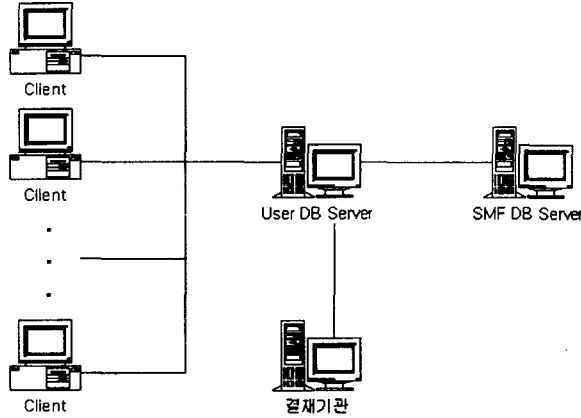 Client
Client
User DB Server
SMF DB Server
Client
결재기관